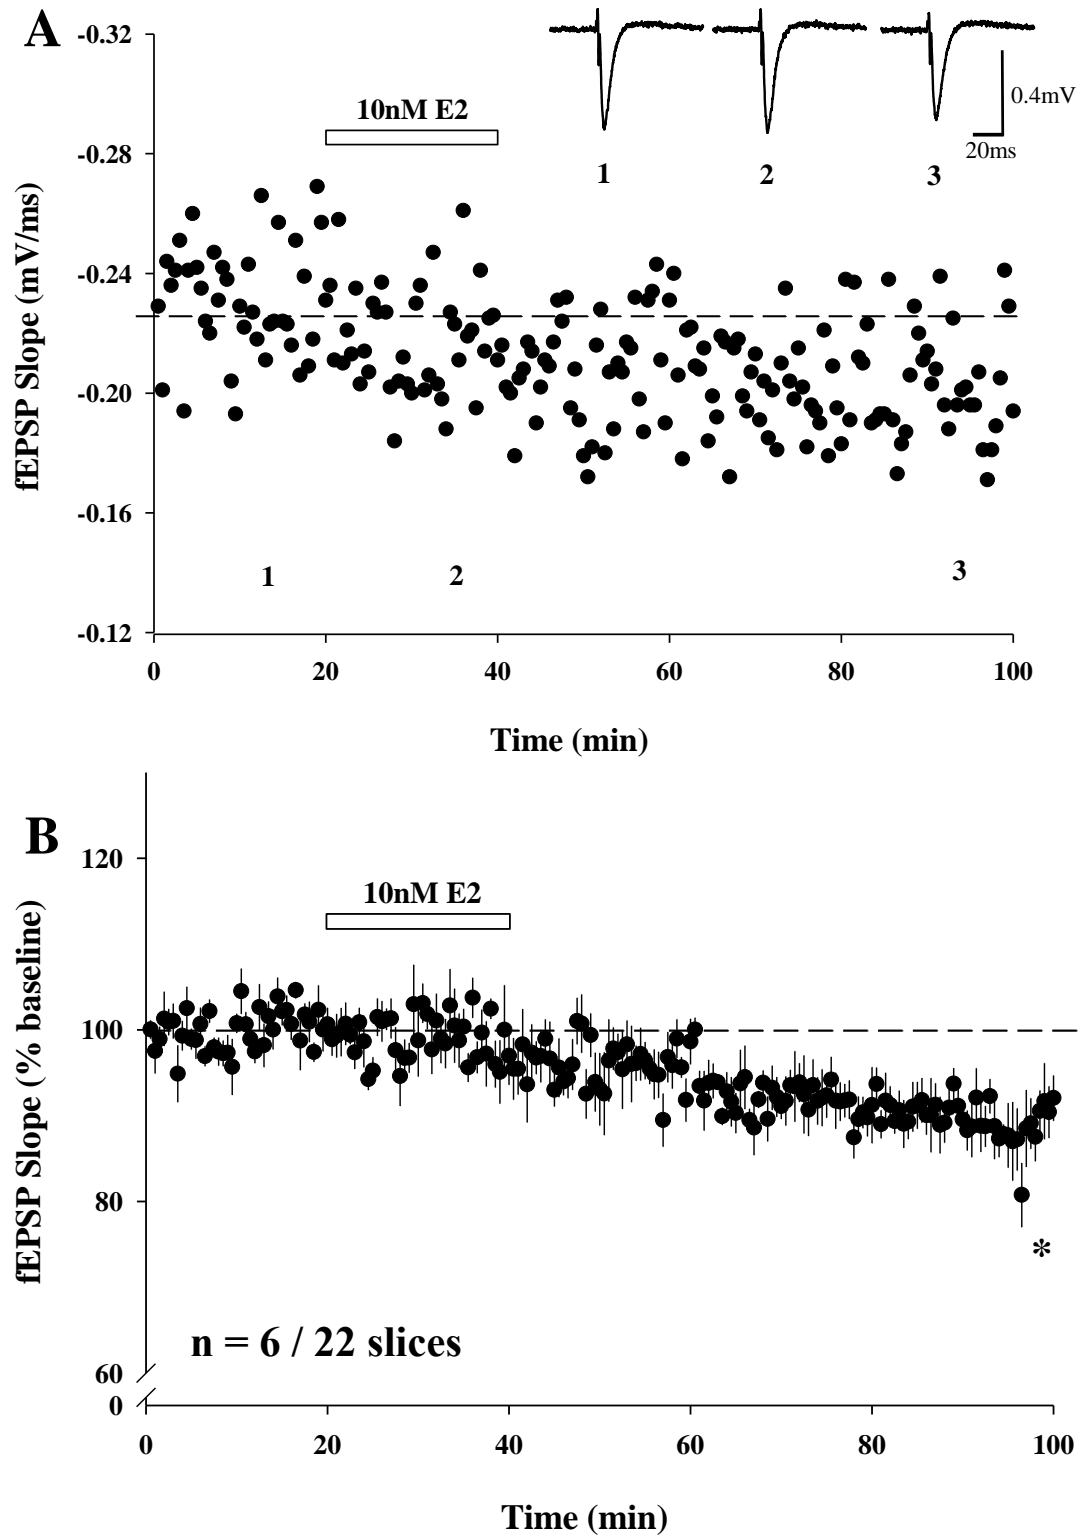 A
-0.32
10nM E2
0.4mV
20ms
1 2 3
-0.28
-0.24
-0.20
-0.16
-0.12
fEPSP Slope (mV/ms)
1 2 3
0 20 40 60 80 100
Time (min)
B
120
10nM E2
100
80
60
0
fEPSP Slope (% baseline)
*
n = 6 / 22 slices
0 20 40 60 80 100
Time (min)